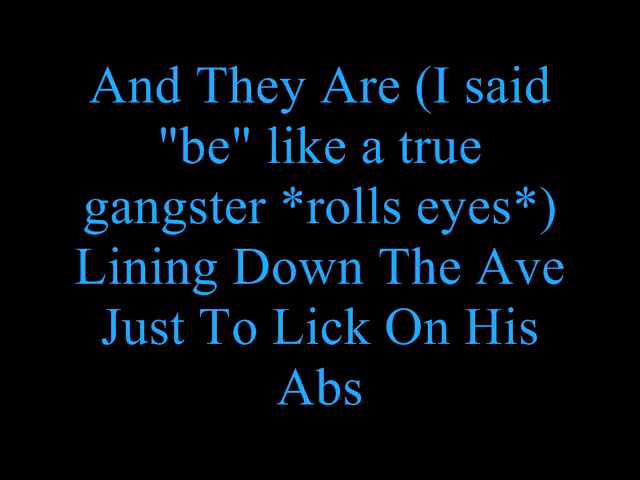 And They Are (I said
"be" like a true
gangster *rolls eyes*)
Lining Down The Ave
Just To Lick On His
Abs